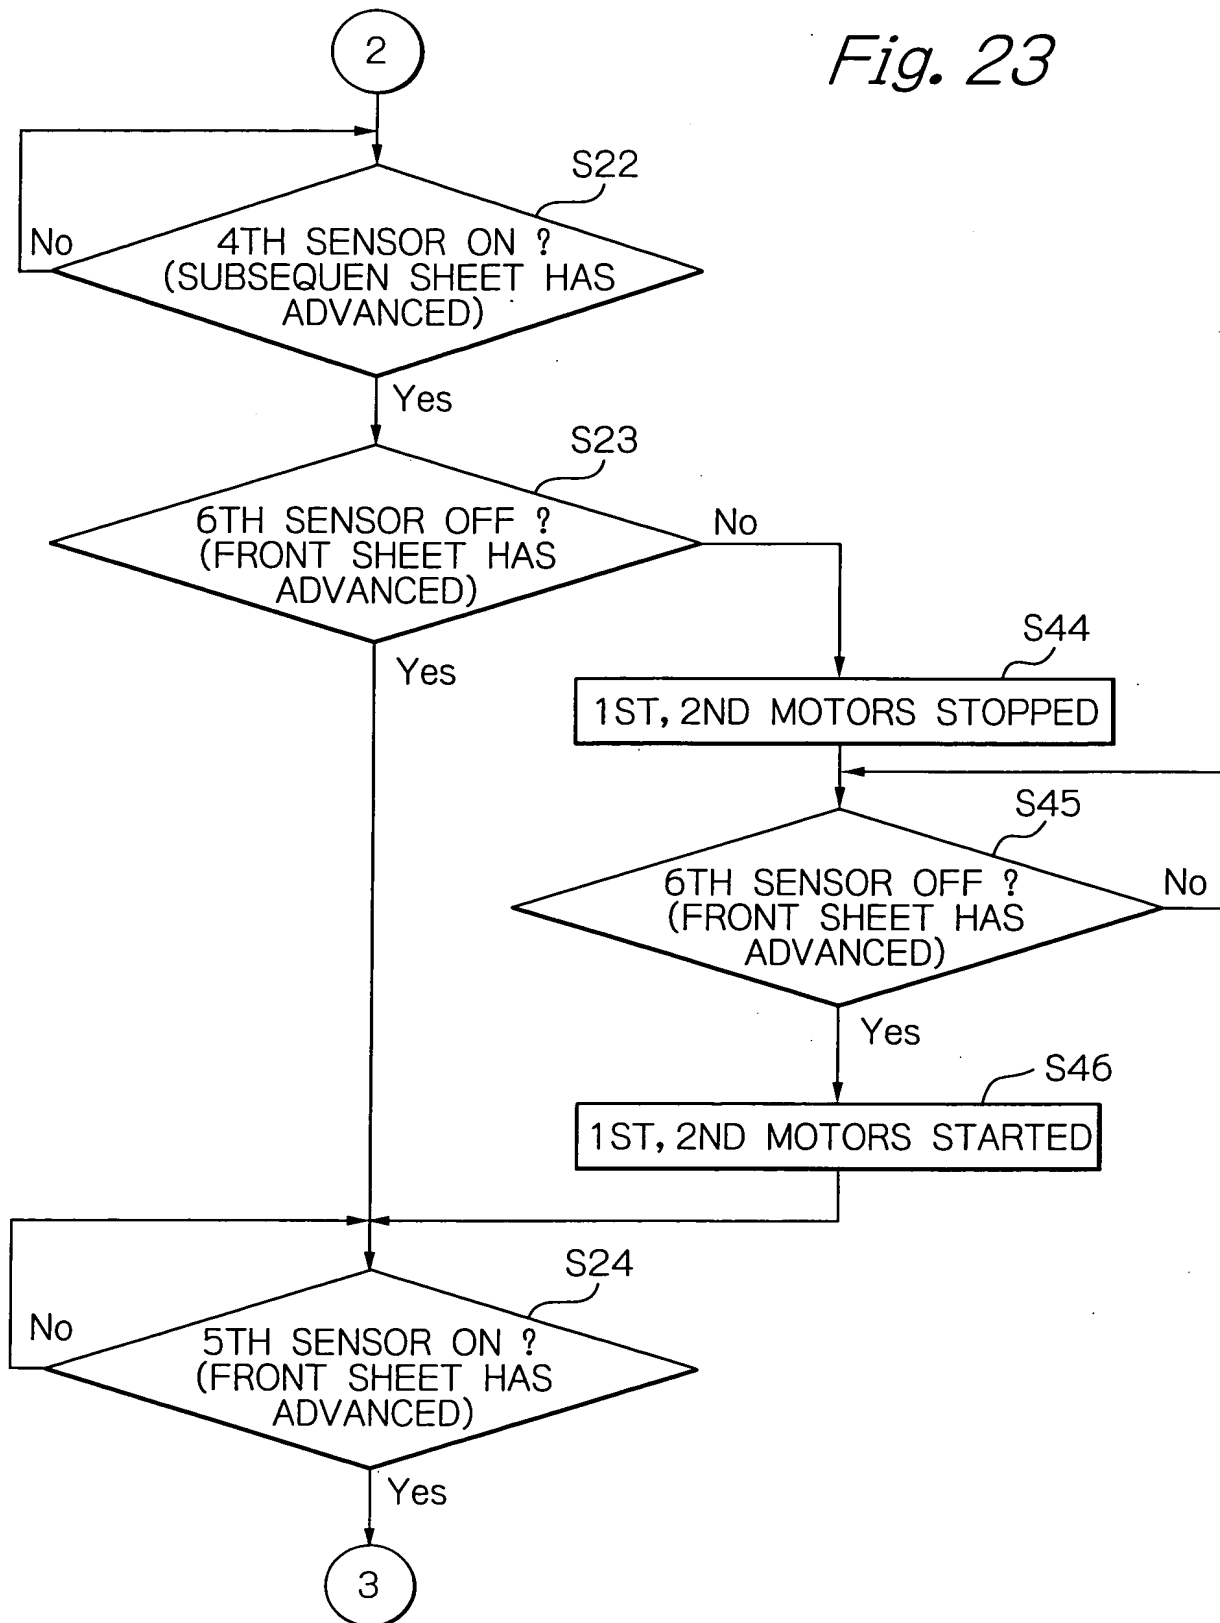 2
Fig. 23
S22
No
4TH SENSOR ON ?
(SUBSEQUEN SHEET HAS
ADVANCED)
Yes
S23
6TH SENSOR OFF ?
(FRONT SHEET HAS
ADVANCED)
No
Yes
S44
1ST, 2ND MOTORS STOPPED
S45
6TH SENSOR OFF ?
(FRONT SHEET HAS
ADVANCED)
No
Yes
S46
1ST, 2ND MOTORS STARTED
S24
No
5TH SENSOR ON ?
(FRONT SHEET HAS
ADVANCED)
Yes
3